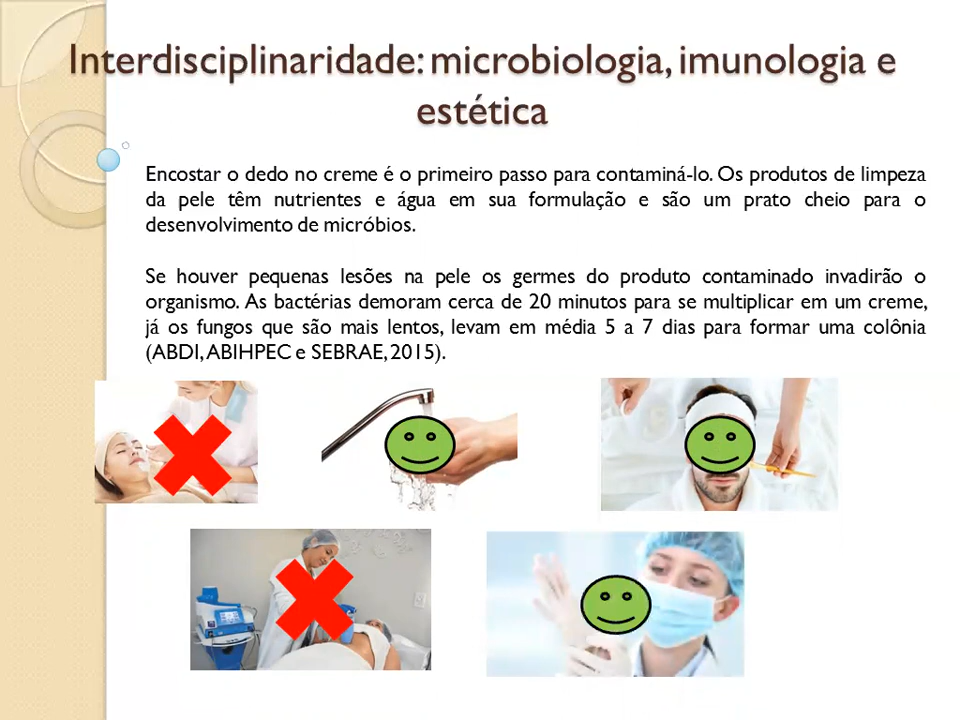 Interdisciplinaridade: microbiologia, imunologia e
estética
Encostar o dedo no creme é o primeiro passo para contaminá-lo. Os produtos de limpeza
da pele têm nutrientes e água em sua formulação e são um prato cheio para o
desenvolvimento de micróbios.
Se houver pequenas lesões na pele os germes do produto contaminado invadirão o
organismo. As bactérias demoram cerca de 20 minutos para se multiplicar em um creme,
já os fungos que são mais lentos, levam em média 5 a 7 dias para formar uma colônia
(ABDI, ABIHPEC e SEBRAE, 2015).